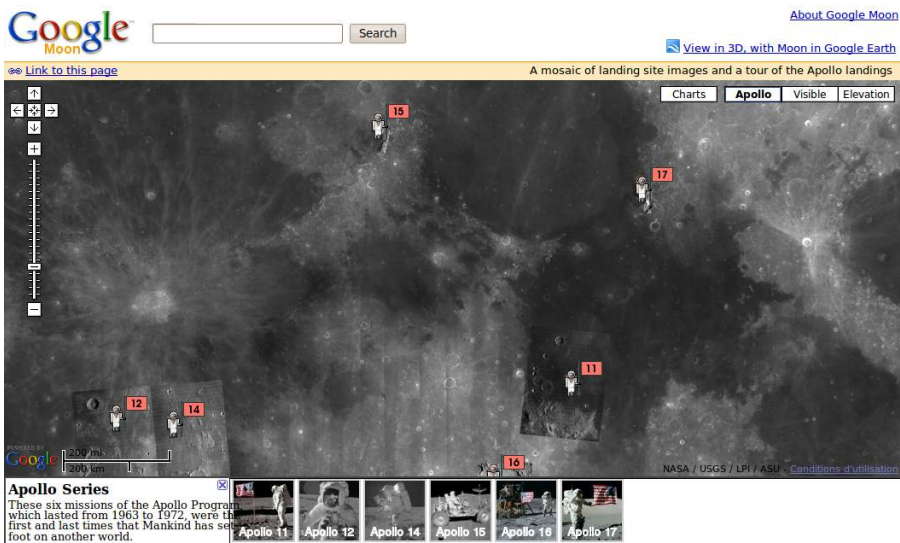 About Google Moon
Google
Moon
Search
View in 3D, with Moon in Google Earth
Link to this page
A mosaic of landing site images and a tour of the Apollo landings
Charts
Apollo
Visible
Elevation
15
17
11
12
14
16
200 mi
200 km
POWERED BY
Google
NASA / USGS / LPI / ASU - Conditions d'utilisation
Apollo Series
These six missions of the Apollo Program,
which lasted from 1963 to 1972, were the
first and last times that Mankind has set
foot on another world.
Apollo 11
Apollo 12
Apollo 14
Apollo 15
Apollo 16
Apollo 17